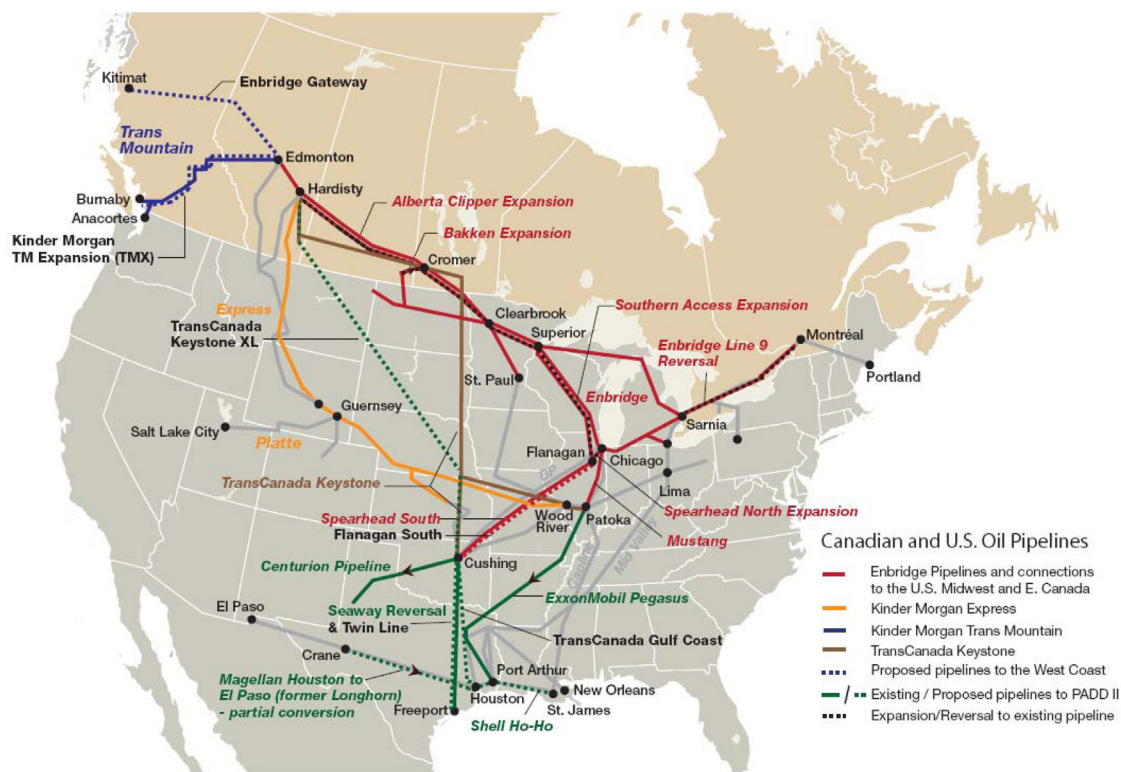 Kitimat
Enbridge Gateway
Trans
Mountain
Edmonton
Hardisty
Burnaby
Anacortes
Alberta Clipper Expansion
Kinder Morgan
TM Expansion (TMX)
Bakken Expansion
Cromer
Express
TransCanada
Keystone XL
Clearbrook
Southern Access Expansion
Superior
Montréal
Enbridge Line 9
Reversal
St. Paul
Enbridge
Portland
Guernsey
Sarnia
Salt Lake City
Platte
Flanagan
Chicago
BP
TransCanada Keystone
Lima
Spearhead South
Wood
River
Patoka
Spearhead North Expansion
Flanagan South
Mustang
Mid Valley
Capline
Cushing
Centurion Pipeline
El Paso
Seaway Reversal
& Twin Line
ExxonMobil Pegasus
TransCanada Gulf Coast
Crane
Port Arthur
Magellan Houston to
El Paso (former Longhorn)
- partial conversion
Houston
New Orleans
St. James
Freeport
Shell Ho-Ho
Canadian and U.S. Oil Pipelines
Enbridge Pipelines and connections
to the U.S. Midwest and E. Canada
Kinder Morgan Express
Kinder Morgan Trans Mountain
TransCanada Keystone
Proposed pipelines to the West Coast
Existing / Proposed pipelines to PADD II
Expansion/Reversal to existing pipeline